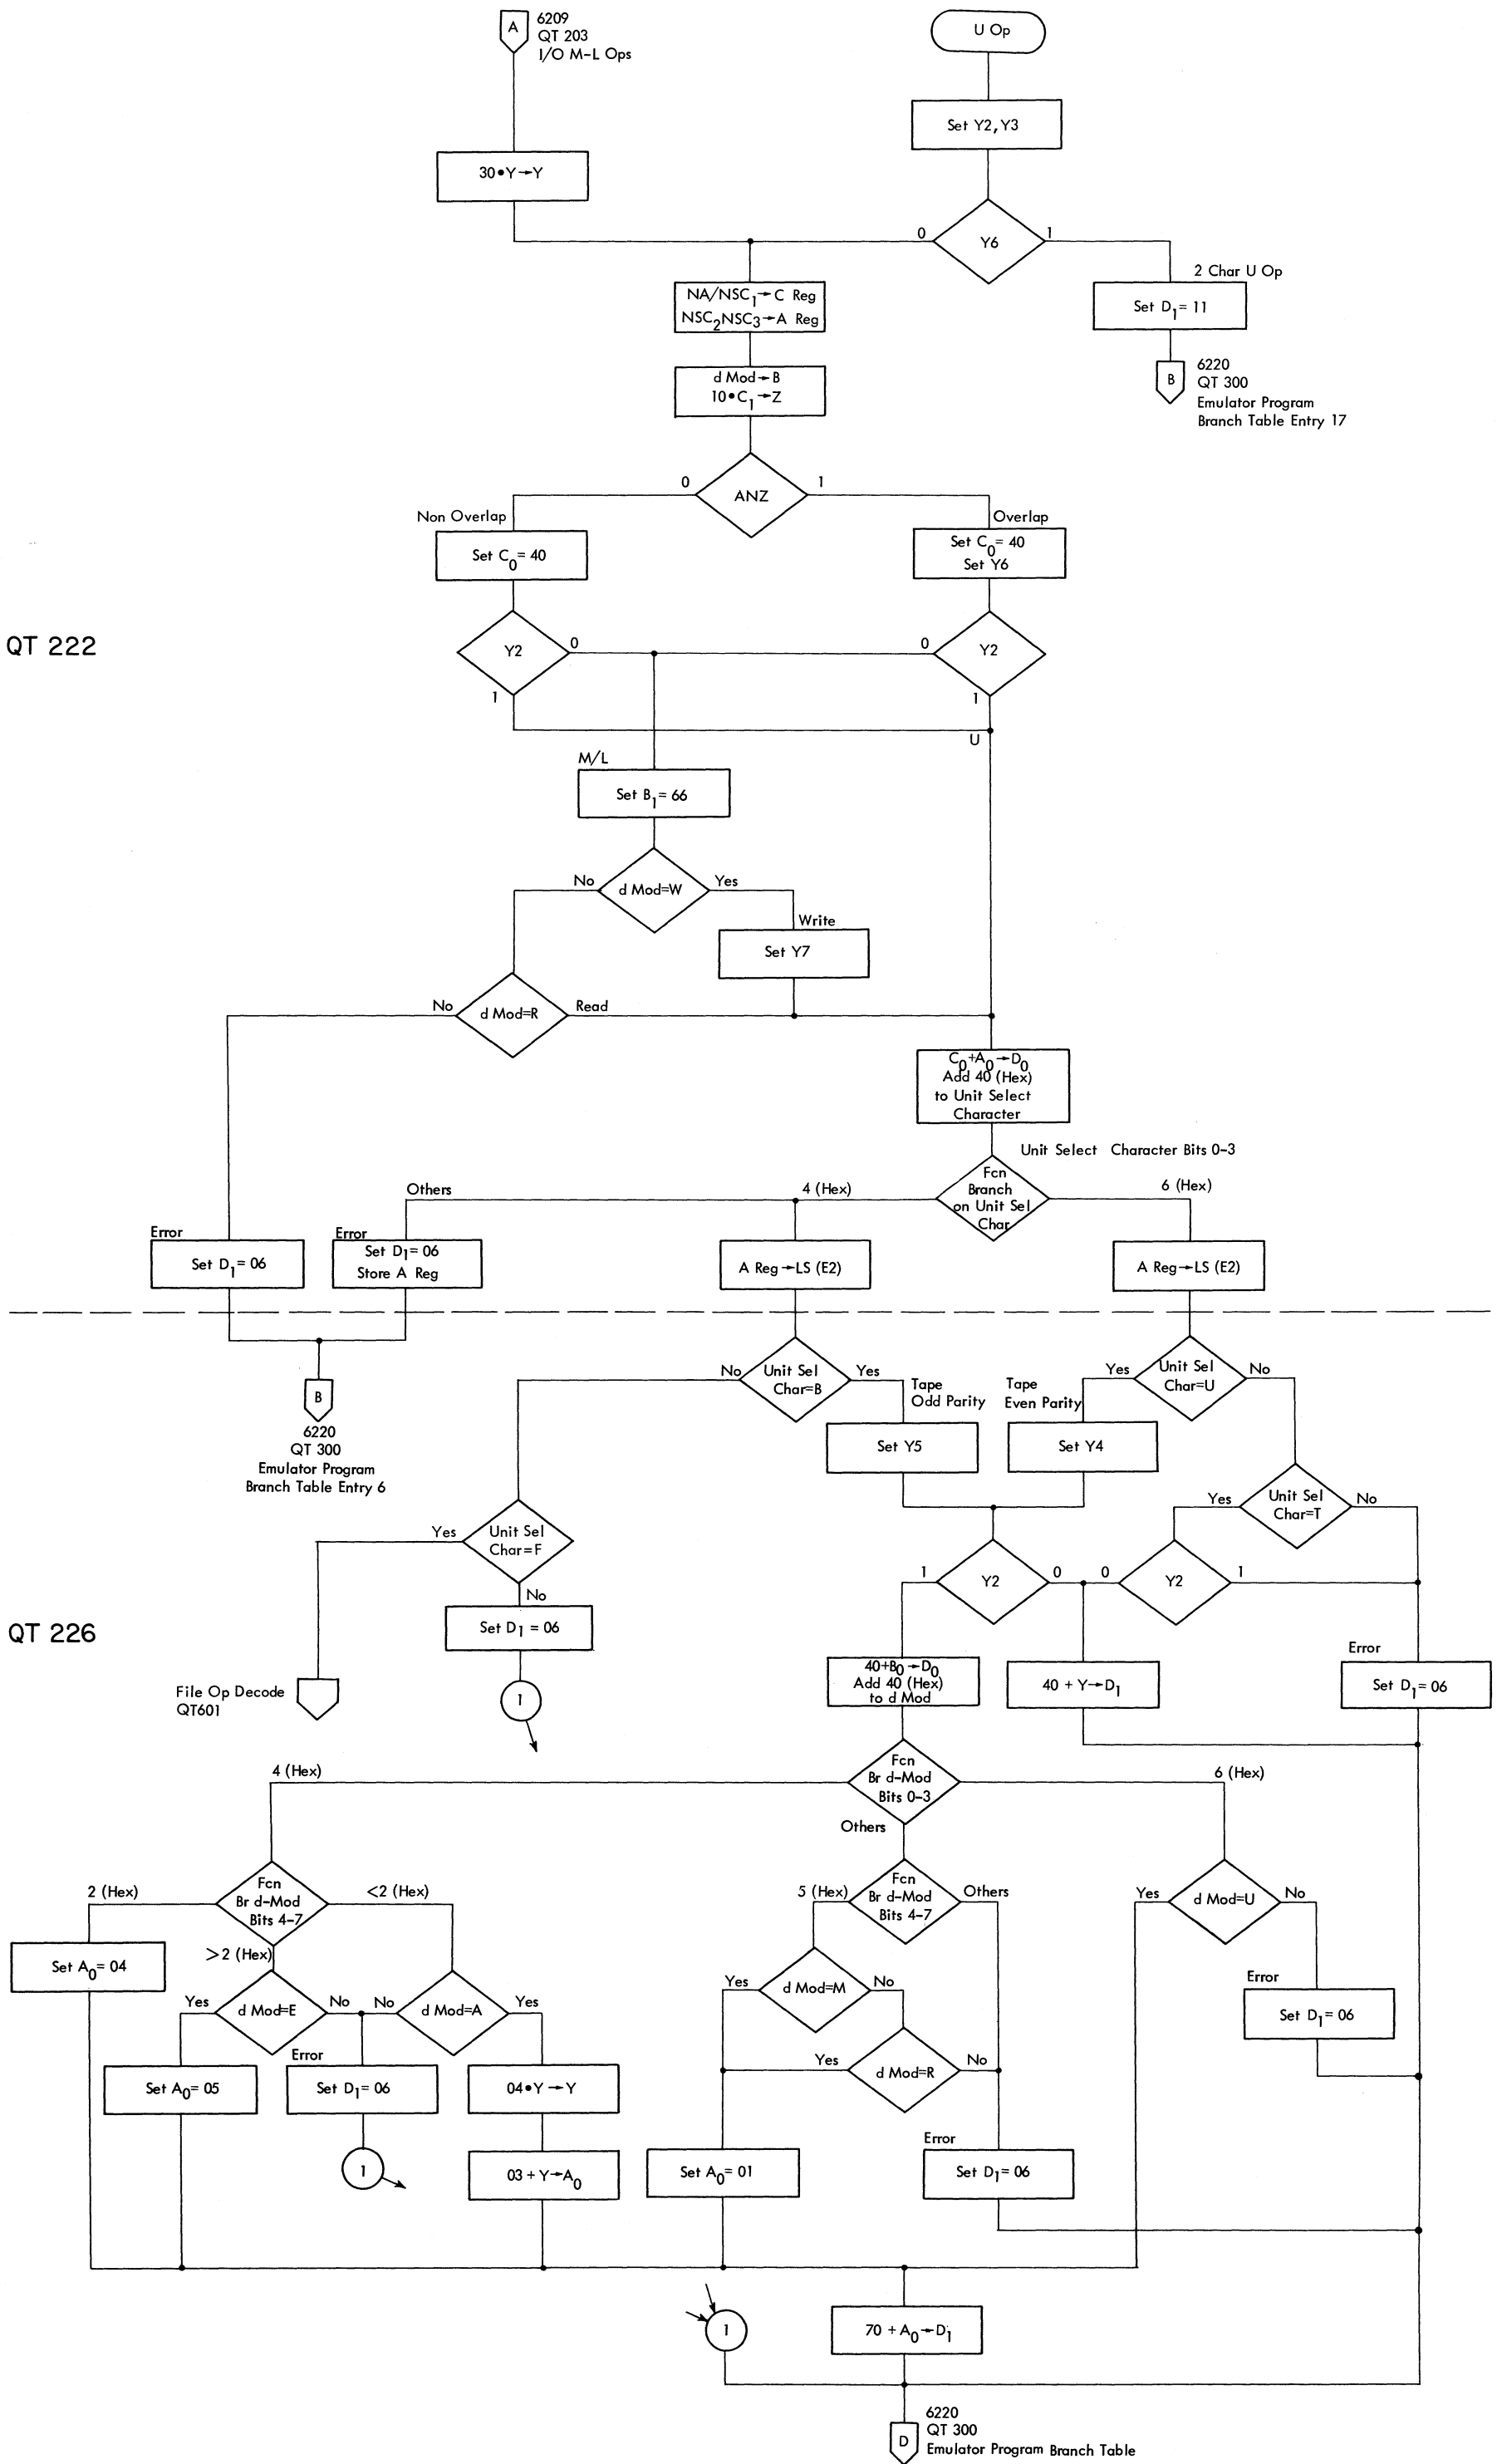 A
6209
QT 203
I/O M-L Ops
U Op
Set Y2,Y3
30•Y→Y
0
Y6
1
2 Char U Op
NA/NSC1→C Reg
NSC2NSC3→A Reg
Set D1= 11
d Mod→B
10•C1→Z
B
6220
QT 300
Emulator Program
Branch Table Entry 17
0
ANZ
1
Non Overlap
Overlap
Set C0= 40
Set C0= 40
Set Y6
QT 222
Y2
0
0
Y2
1
1
U
M/L
Set B1= 66
No
d Mod=W
Yes
Write
Set Y7
No
d Mod=R
Read
C0+A0→D0
Add 40 (Hex)
to Unit Select
Character
Unit Select Character Bits 0-3
Others
4 (Hex)
Fcn
Branch
on Unit Sel
Char
6 (Hex)
Error
Set D1= 06
Error
Set D1= 06
Store A Reg
A Reg→LS (E2)
A Reg→LS (E2)
No
Unit Sel
Char=B
Yes
Tape
Odd Parity
Tape
Even Parity
Yes
Unit Sel
Char=U
No
B
6220
QT 300
Emulator Program
Branch Table Entry 6
Set Y5
Set Y4
Yes
Unit Sel
Char=F
No
Yes
Unit Sel
Char=T
No
1
Y2
0
0
Y2
1
QT 226
Set D1 = 06
Error
40+B0→D0
Add 40 (Hex)
to d Mod
40 + Y→D1
Set D1= 06
File Op Decode
QT601
1
4 (Hex)
Fcn
Br d-Mod
Bits 0-3
6 (Hex)
Others
2 (Hex)
Fcn
Br d-Mod
Bits 4-7
<2 (Hex)
5 (Hex)
Fcn
Br d-Mod
Bits 4-7
Others
Yes
d Mod=U
No
Set A0= 04
>2 (Hex)
Yes
d Mod=E
No
No
d Mod=A
Yes
Yes
d Mod=M
No
Error
Set D1= 06
Error
Yes
d Mod=R
No
Set A0= 05
Set D1= 06
04•Y→Y
1
03 + Y→A0
Set A0= 01
Error
Set D1= 06
1
70 + A0→D1
D
6220
QT 300
Emulator Program Branch Table